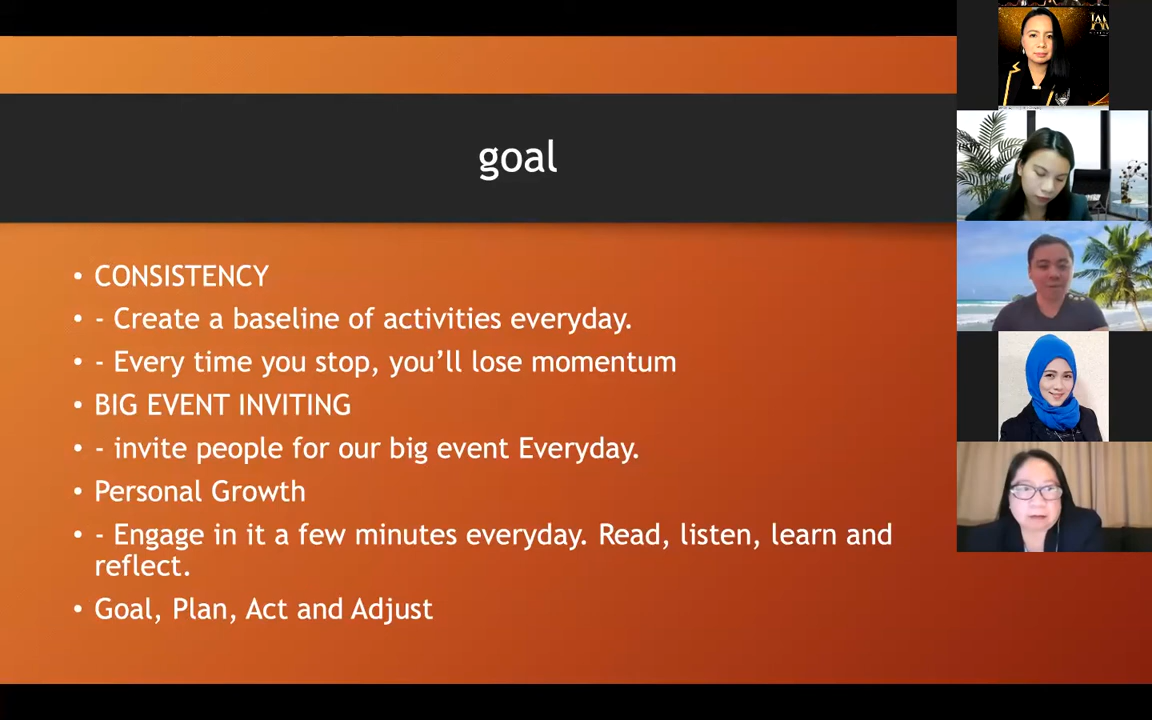 goal
• CONSISTENCY
• - Create a baseline of activities everyday.
• - Every time you stop, you’ll lose momentum
• BIG EVENT INVITING
• - invite people for our big event Everyday.
• Personal Growth
• - Engage in it a few minutes everyday. Read, listen, learn and
reflect.
• Goal, Plan, Act and Adjust